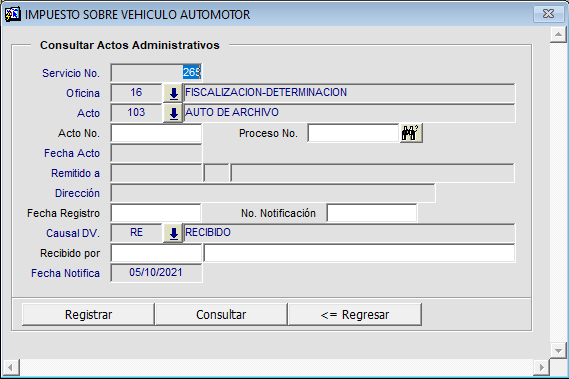 IMPUESTO SOBRE VEHICULO AUTOMOTOR
Consultar Actos Administrativos
Servicio No. 265
Oficina 16 FISCALIZACION-DETERMINACION
Acto 103 AUTO DE ARCHIVO
Acto No. Proceso No.
Fecha Acto
Remitido a
Dirección
Fecha Registro No. Notificación
Causal DV. RE RECIBIDO
Recibido por
Fecha Notifica 05/10/2021
Registrar Consultar <= Regresar